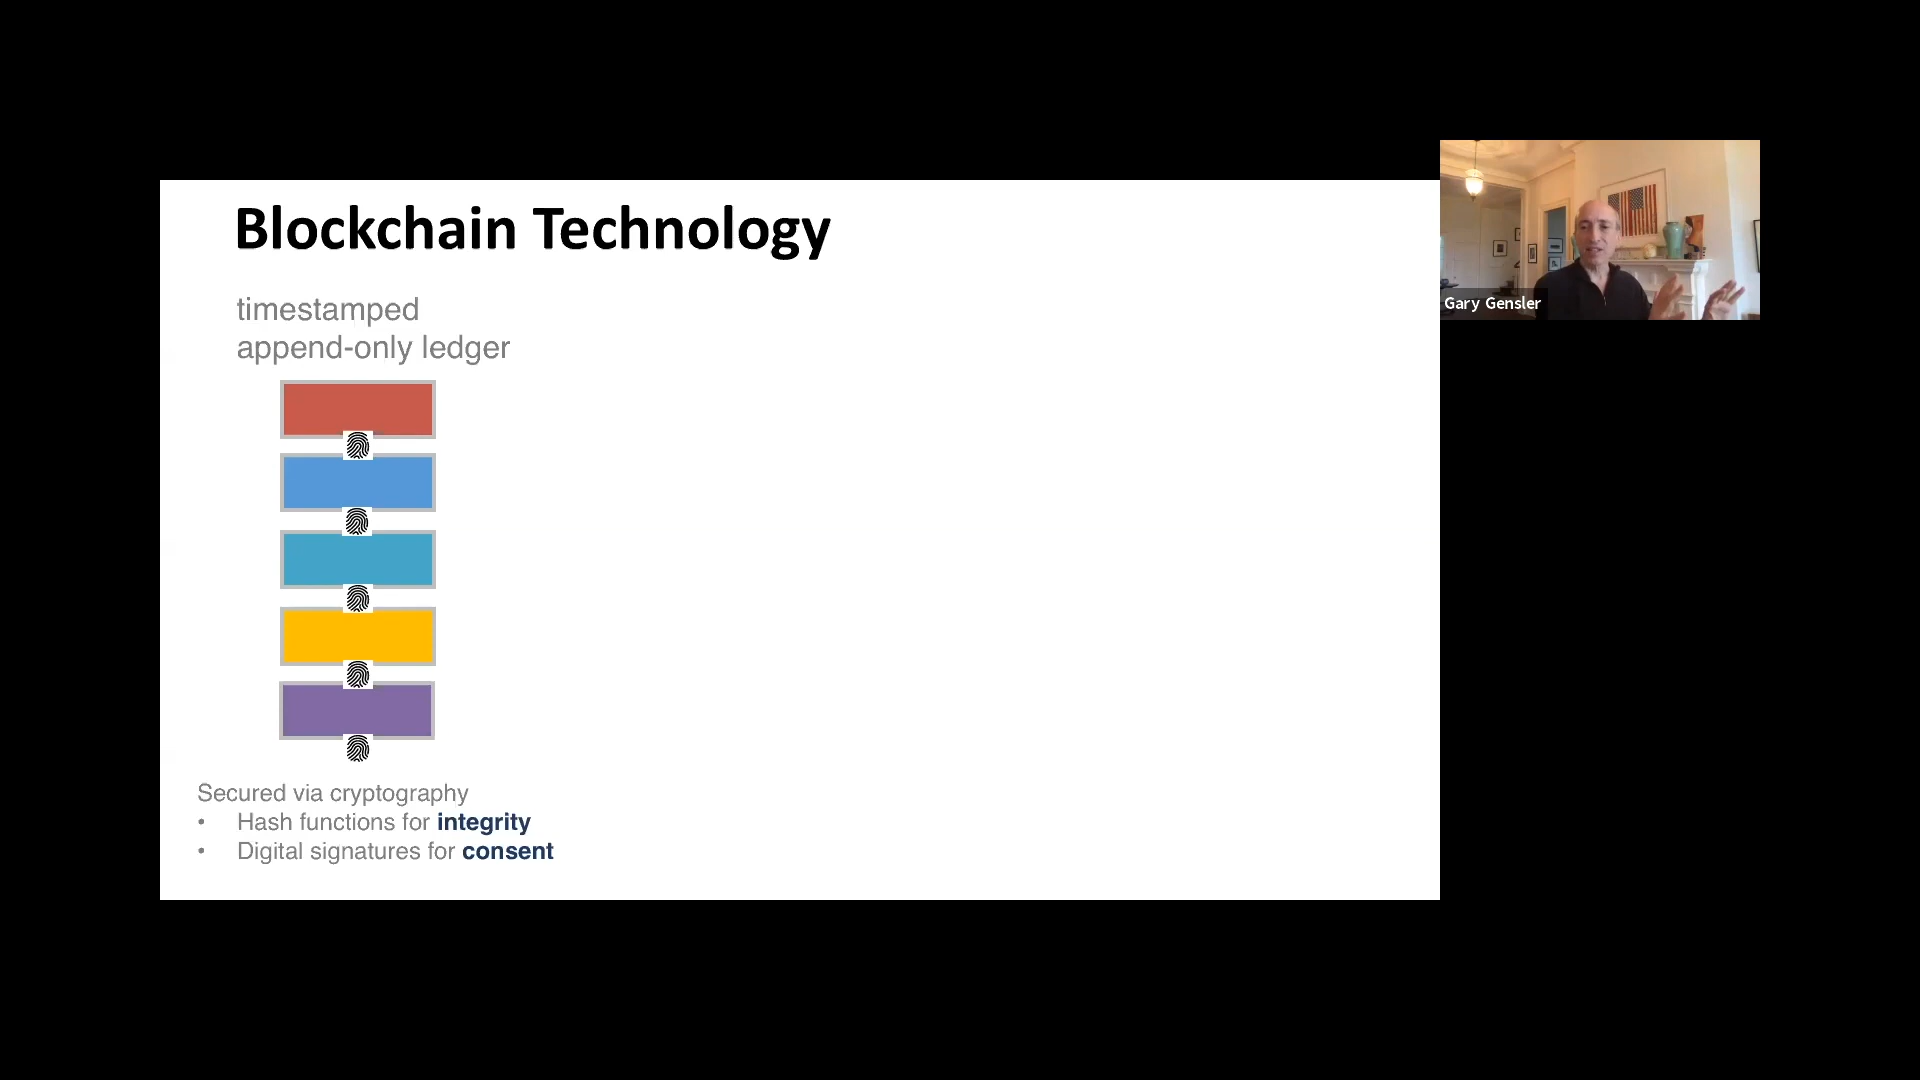 Blockchain Technology
timestamped
append-only ledger
Secured via cryptography
• Hash functions for integrity
• Digital signatures for consent
Gary Gensler